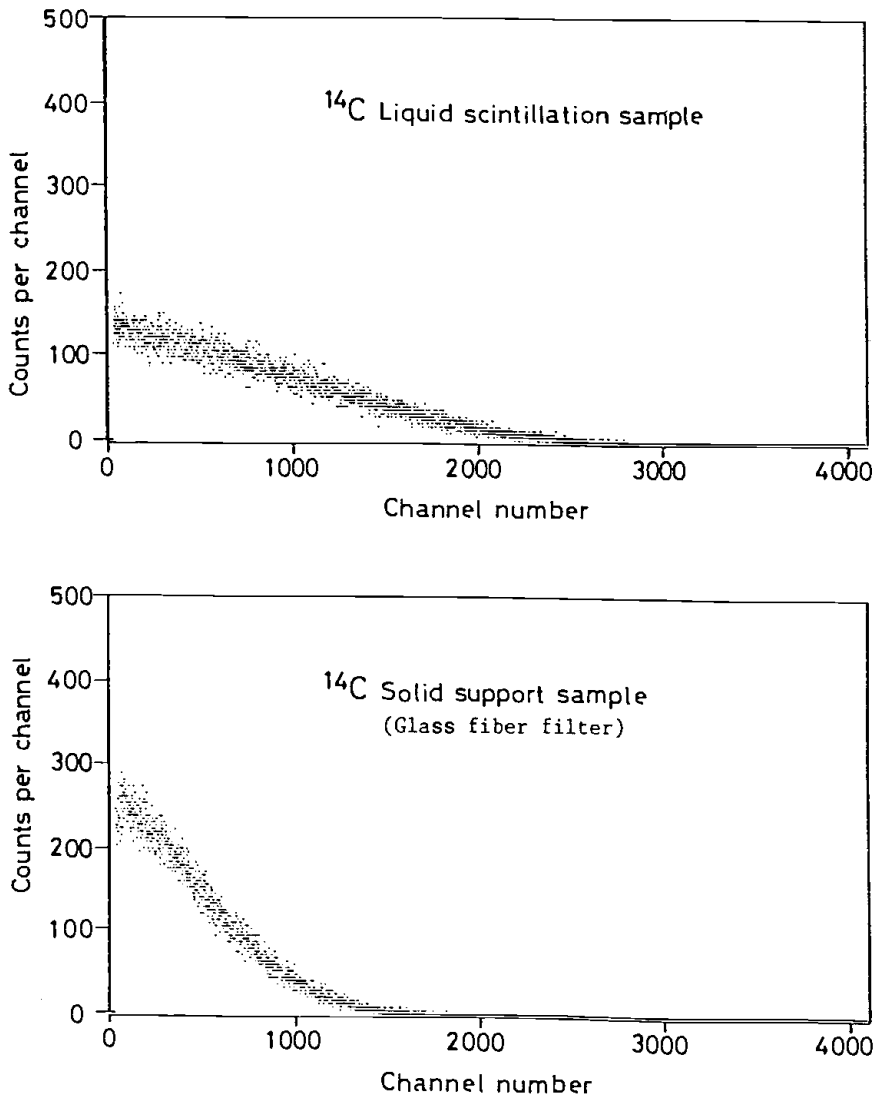 500
400
300
200
100
0
Counts per channel
¹⁴C Liquid scintillation sample
0 1000 2000 3000 4000
Channel number
500
400
300
200
100
0
Counts per channel
¹⁴C Solid support sample
(Glass fiber filter)
0 1000 2000 3000 4000
Channel number